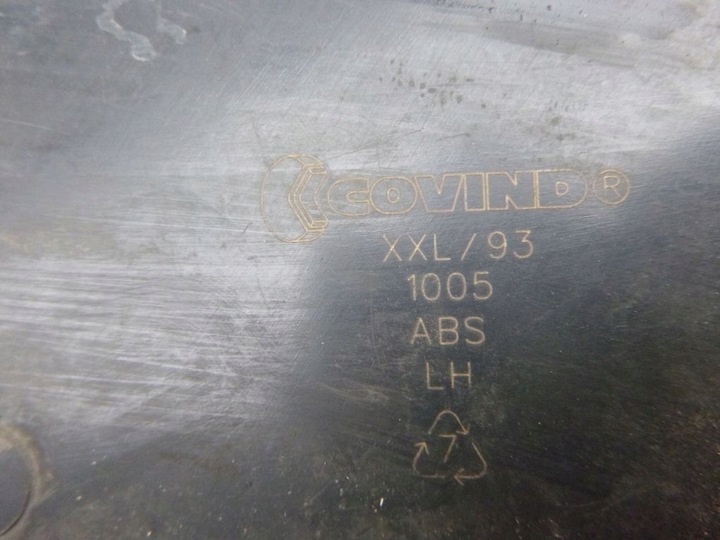 COVIND®
XXL/93
1005
ABS
LH
7